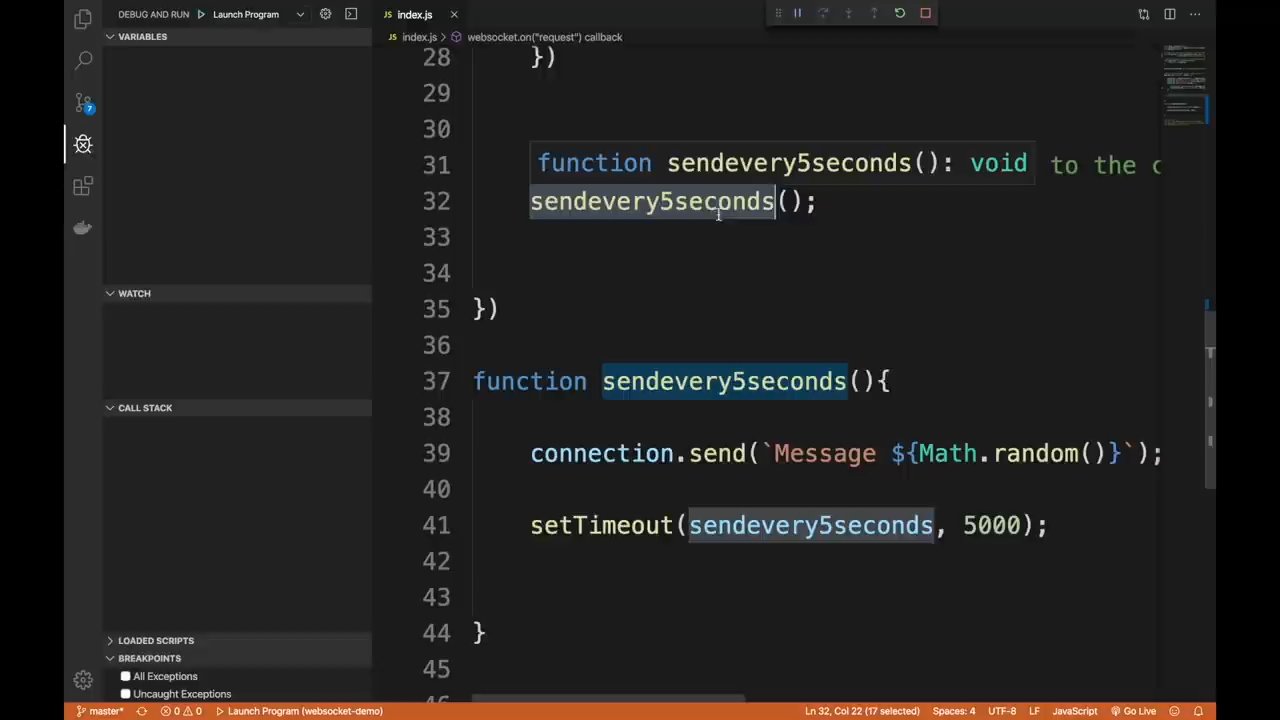 DEBUG AND RUN Launch Program
VARIABLES
WATCH
CALL STACK
LOADED SCRIPTS
BREAKPOINTS
All Exceptions
Uncaught Exceptions
7
index.js
index.js > websocket.on("request") callback
28 })
29
30
function sendevery5seconds(): void
31 to the c
32 sendevery5seconds();
33
34
35 })
36
37 function sendevery5seconds(){
38
39 connection.send(`Message ${Math.random()}`);
40
41 setTimeout(sendevery5seconds, 5000);
42
43
44 }
45
46
master* 0 0 Launch Program (websocket-demo) Ln 32, Col 22 (17 selected) Spaces: 4 UTF-8 LF JavaScript Go Live